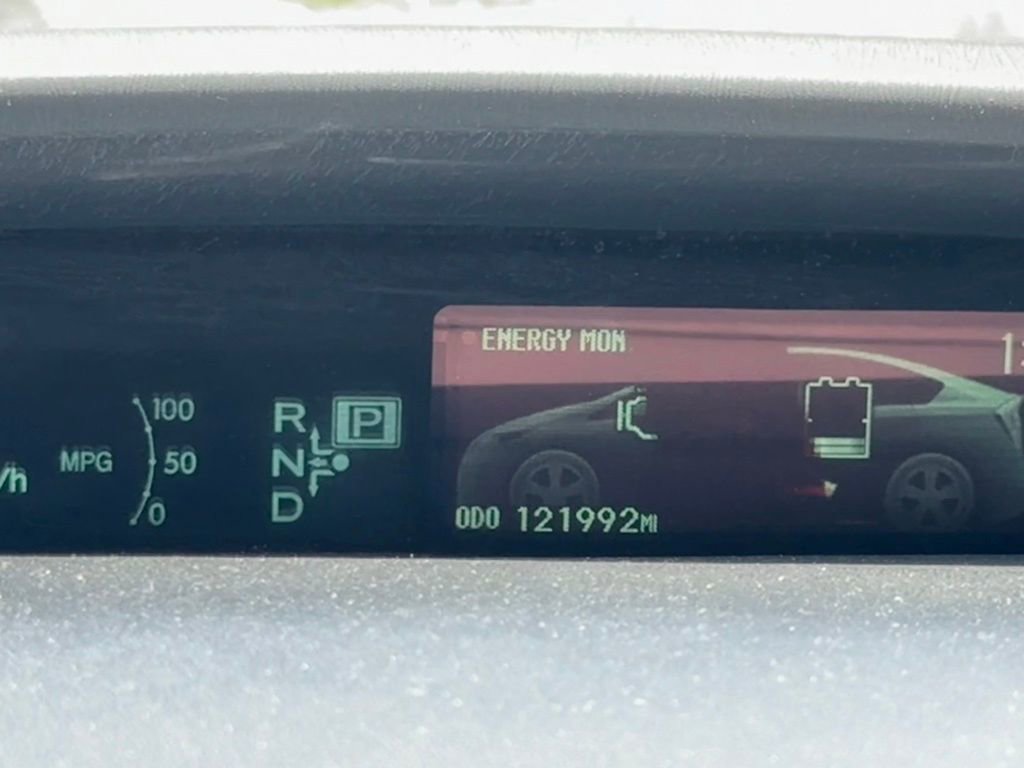 ENERGY MON
100
R P
/h MPG 50 N
0 D
ODO 121992MI